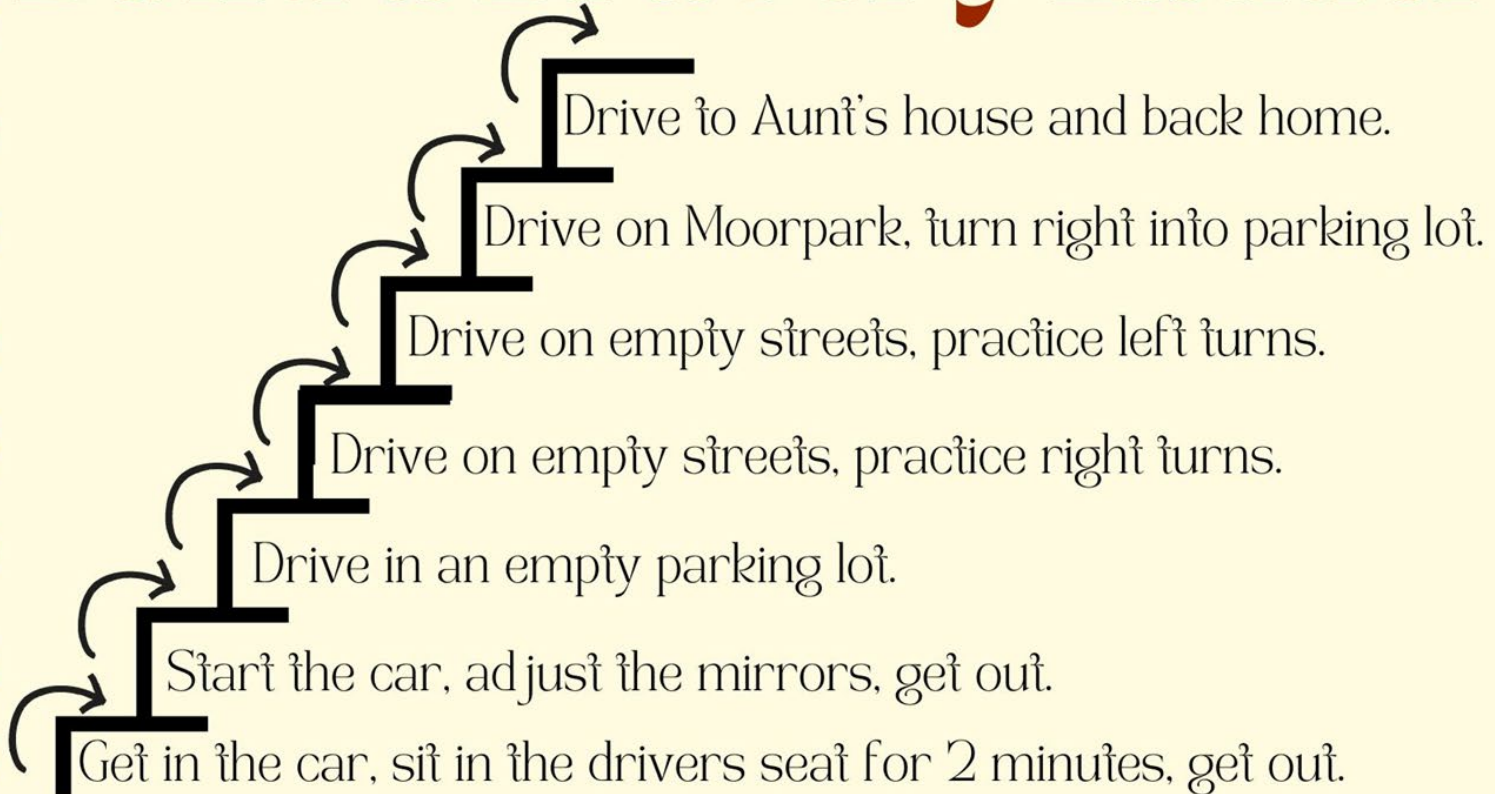 Drive to Aunt's house and back home.
Drive on Moorpark, turn right into parking lot.
Drive on empty streets, practice left turns.
Drive on empty streets, practice right turns.
Drive in an empty parking lot.
Start the car, adjust the mirrors, get out.
Get in the car, sit in the drivers seat for 2 minutes, get out.